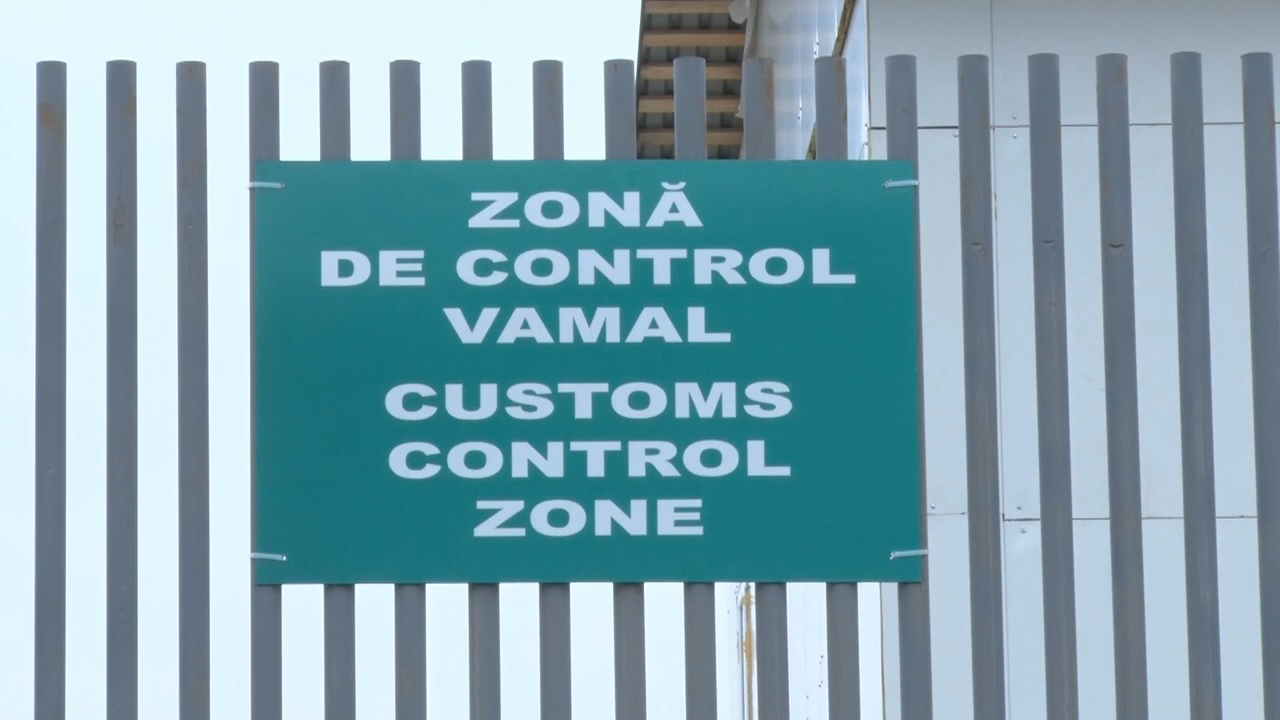 ZONĂ
DE CONTROL
VAMAL
CUSTOMS
CONTROL
ZONE